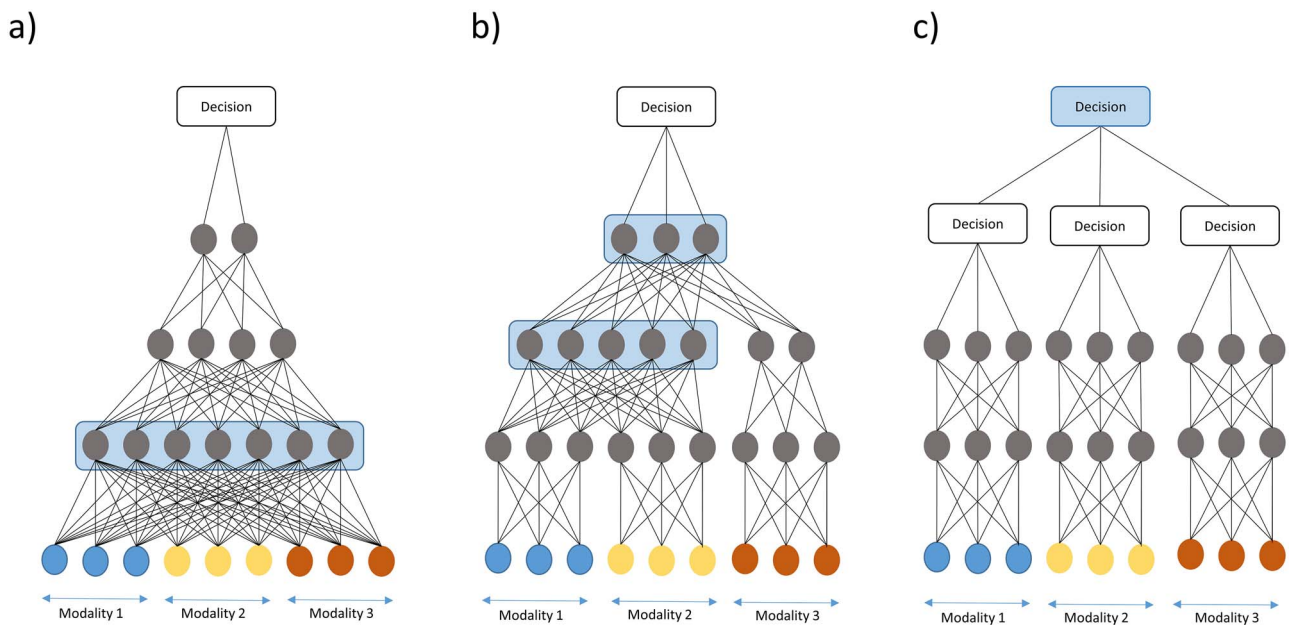 a)
b)
c)
Decision
Decision
Decision
Decision
Decision
Decision
Modality 1
Modality 2
Modality 3
Modality 1
Modality 2
Modality 3
Modality 1
Modality 2
Modality 3